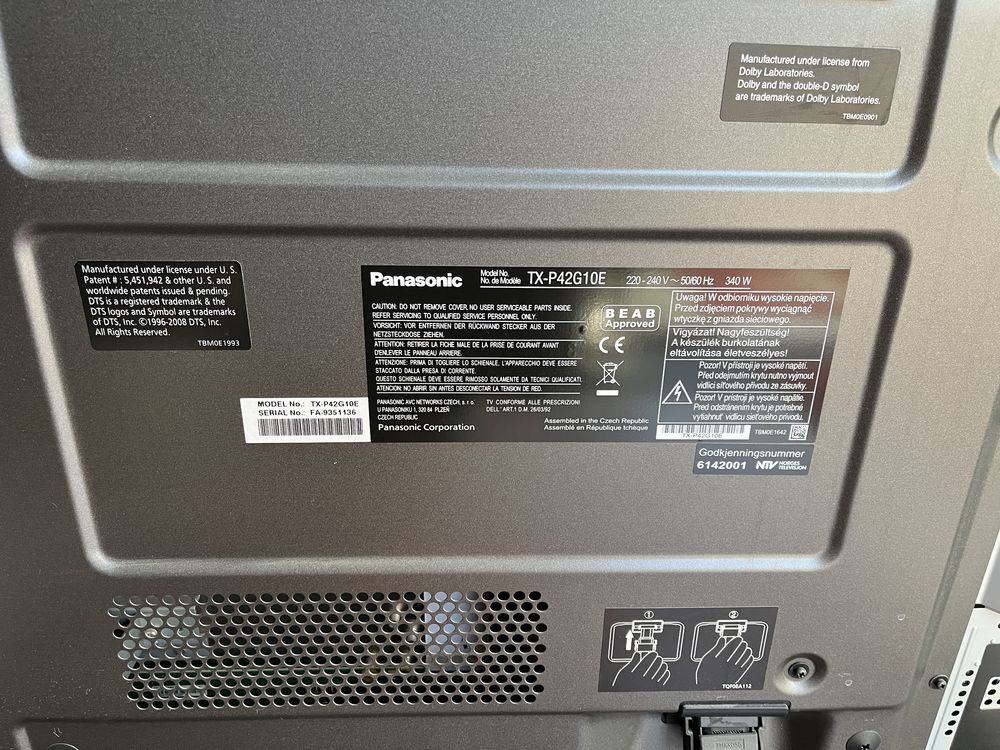 Manufactured under license from
Dolby Laboratories.
Dolby and the double-D symbol
are trademarks of Dolby Laboratories.
TBM0E0901
Manufactured under license under U. S.
Patent # : 5,451,942 & other U. S. and
worldwide patents issued & pending.
DTS is a registered trademark & the
DTS logos and Symbol are trademarks
of DTS, Inc. ©1996-2008 DTS, Inc.
All Rights Reserved.
TBM0E1993
Panasonic
Model No.
No. de Modèle
TX-P42G10E
220 - 240 V ~ 50/60 Hz 340 W
CAUTION: DO NOT REMOVE COVER. NO USER SERVICEABLE PARTS INSIDE.
REFER SERVICING TO QUALIFIED SERVICE PERSONNEL ONLY.
VORSICHT: VOR ENTFERNEN DER RÜCKWAND STECKER AUS DER
NETZSTECKDOSE ZIEHEN.
ATTENTION: RETIRER LA FICHE MALE DE LA PRISE DE COURANT AVANT
D'ENLEVER LE PANNEAU ARRIERE.
ATTENZIONE: PRIMA DI TOGLIERE LO SCHIENALE, L'APPARECCHIO DEVE ESSERE
STACCATO DALLA PRESA DI CORRENTE.
QUESTO SCHIENALE DEVE ESSERE RIMOSSO SOLAMENTE DA TECNICI QUALIFICATI.
ATENCION: NO ABRIR SIN ANTES DESCONECTAR LA TENSION DE RED.
BEAB
Approved
CE
Uwaga! W odbiorniku wysokie napięcie.
Przed zdjęciem pokrywy wyciągnąć
wtyczkę z gniazda sieciowego.
Vigyázat! Nagyfeszültség!
A készülék burkolatának
eltávolítása életveszélyes!
Pozor! V přístroji je vysoké napětí.
Před odejmutím krytu nutno vyjmout
vidlici síťového přívodu ze zásuvky.
Pozor! V prístroji je vysoké napätie.
Pred odstránením krytu je potrebné
vytiahnuť vidlicu sieťového prívodu.
PANASONIC AVC NETWORKS CZECH, s. r. o.
U PANASONIKU 1, 320 84 PLZEŇ
CZECH REPUBLIC
Panasonic Corporation
TV CONFORME ALLE PRESCRIZIONI
DELL'ART.1 D.M. 26/03/92
Assembled in the Czech Republic
Assemblé en République tchèque
TX-P42G10E
TBM0E1642
MODEL No.: TX-P42G10E
SERIAL No.: FA-9351136
Godkjenningsnummer
6142001 NTV NORGES
TELEVISJON
1 2
TQF0EA112